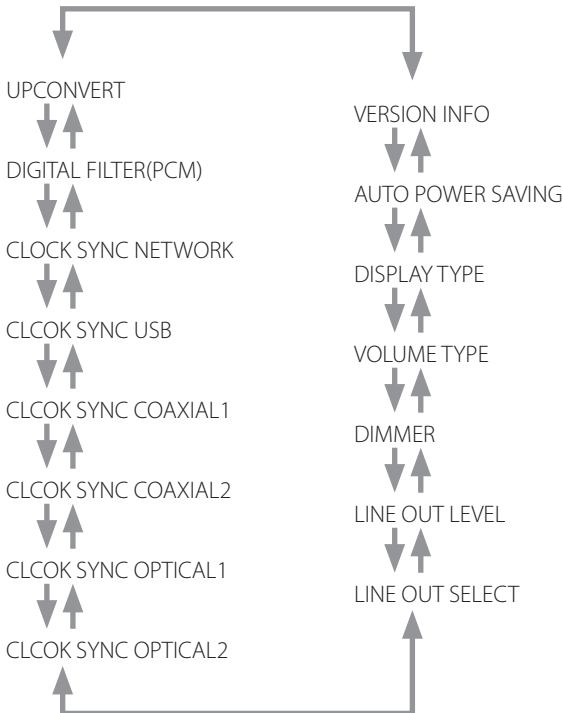 UPCONVERT
DIGITAL FILTER(PCM)
CLOCK SYNC NETWORK
CLCOK SYNC USB
CLCOK SYNC COAXIAL1
CLCOK SYNC COAXIAL2
CLCOK SYNC OPTICAL1
CLCOK SYNC OPTICAL2
VERSION INFO
AUTO POWER SAVING
DISPLAY TYPE
VOLUME TYPE
DIMMER
LINE OUT LEVEL
LINE OUT SELECT